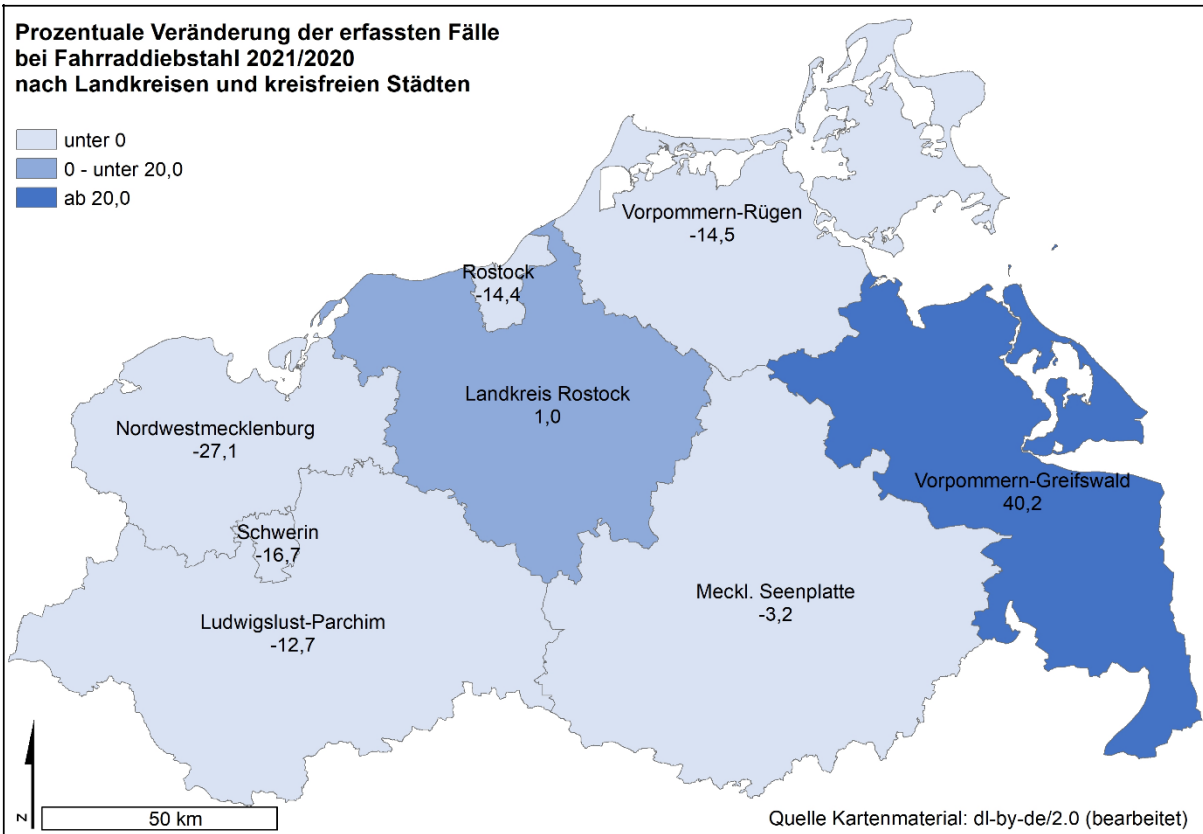 Prozentuale Veränderung der erfassten Fälle
bei Fahrraddiebstahl 2021/2020
nach Landkreisen und kreisfreien Städten
unter 0
0 - unter 20,0
ab 20,0
Vorpommern-Rügen
-14,5
Rostock
-14,4
Landkreis Rostock
1,0
Nordwestmecklenburg
-27,1
Vorpommern-Greifswald
40,2
Schwerin
-16,7
Meckl. Seenplatte
-3,2
Ludwigslust-Parchim
-12,7
N
50 km
Quelle Kartenmaterial: dl-by-de/2.0 (bearbeitet)